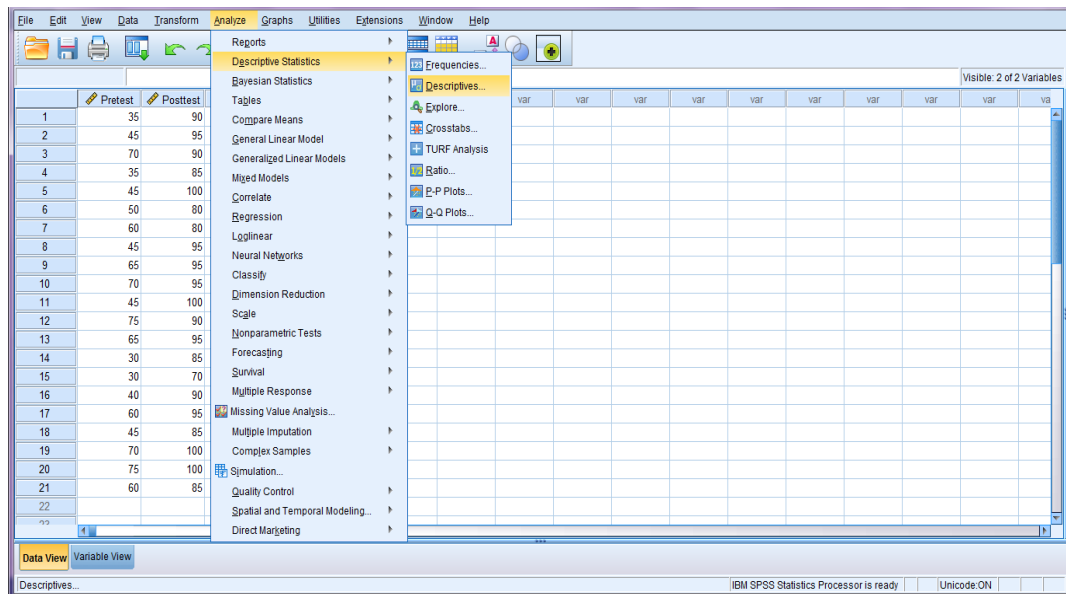 File Edit View Data Transform Analyze Graphs Utilities Extensions Window Help
Visible: 2 of 2 Variables
Pretest Posttest var var var var var var var var var va
1 35 90
2 45 95
3 70 90
4 35 85
5 45 100
6 50 80
7 60 80
8 45 95
9 65 95
10 70 95
11 45 100
12 75 90
13 65 95
14 30 85
15 30 70
16 40 90
17 60 95
18 45 85
19 70 100
20 75 100
21 60 85
22
Reports
Descriptive Statistics
Bayesian Statistics
Tables
Compare Means
General Linear Model
Generalized Linear Models
Mixed Models
Correlate
Regression
Loglinear
Neural Networks
Classify
Dimension Reduction
Scale
Nonparametric Tests
Forecasting
Survival
Multiple Response
Missing Value Analysis...
Multiple Imputation
Complex Samples
Simulation...
Quality Control
Spatial and Temporal Modeling...
Direct Marketing
Frequencies...
Descriptives...
Explore...
Crosstabs...
TURF Analysis
Ratio...
P-P Plots...
Q-Q Plots...
Data View Variable View
Descriptives... IBM SPSS Statistics Processor is ready Unicode:ON